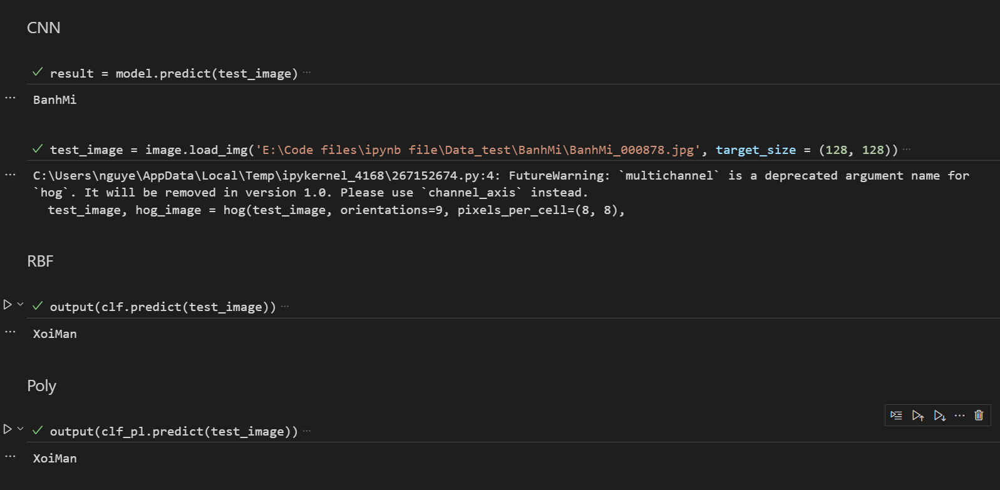 CNN
result = model.predict(test_image) ...
BanhMi
test_image = image.load_img('E:\Code files\ipynb file\Data_test\BanhMi\BanhMi_000878.jpg', target_size = (128, 128)) ...
C:\Users\nguye\AppData\Local\Temp\ipykernel_4168\267152674.py:4: FutureWarning: `multichannel` is a deprecated argument name for
`hog`. It will be removed in version 1.0. Please use `channel_axis` instead.
  test_image, hog_image = hog(test_image, orientations=9, pixels_per_cell=(8, 8),
RBF
output(clf.predict(test_image)) ...
XoiMan
Poly
output(clf_pl.predict(test_image)) ...
XoiMan